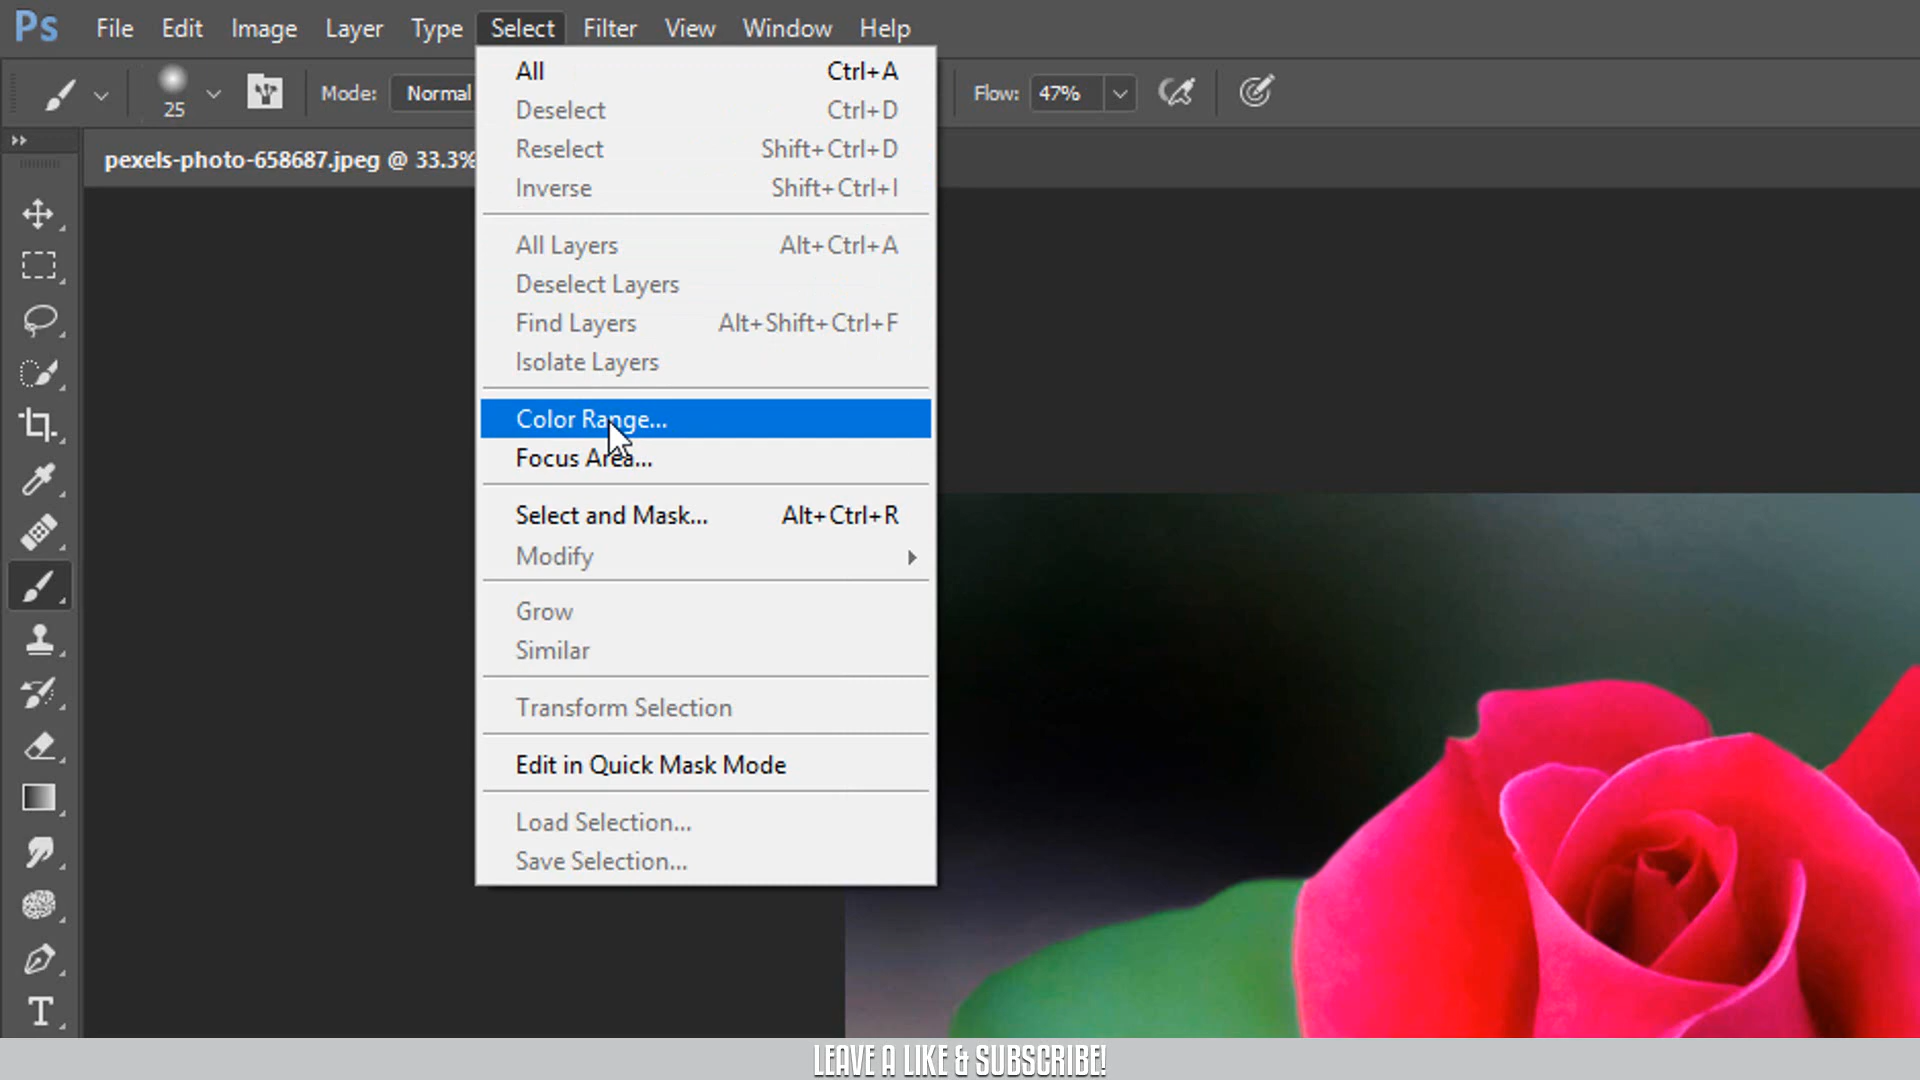 Ps File Edit Image Layer Type Select Filter View Window Help
25 Mode: Normal Flow: 47%
pexels-photo-658687.jpeg @ 33.3%
All Ctrl+A
Deselect Ctrl+D
Reselect Shift+Ctrl+D
Inverse Shift+Ctrl+I
All Layers Alt+Ctrl+A
Deselect Layers
Find Layers Alt+Shift+Ctrl+F
Isolate Layers
Color Range...
Focus Area...
Select and Mask... Alt+Ctrl+R
Modify
Grow
Similar
Transform Selection
Edit in Quick Mask Mode
Load Selection...
Save Selection...
T
LEAVE A LIKE & SUBSCRIBE!